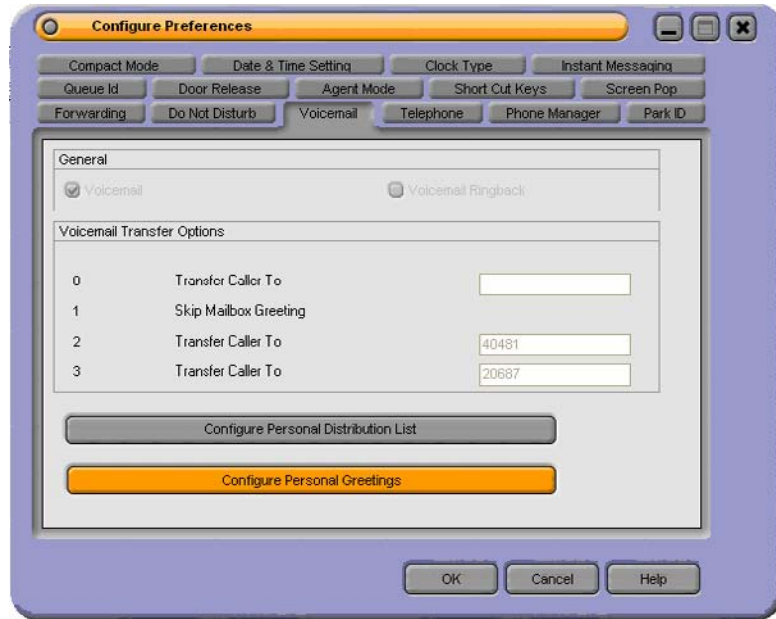 Configure Preferences
Compact Mode Date & Time Setting Clock Type Instant Messaging
Queue Id Door Release Agent Mode Short Cut Keys Screen Pop
Forwarding Do Not Disturb Voicemail Telephone Phone Manager Park ID
General
Voicemail Voicemail Ringback
Voicemail Transfer Options
0 Transfer Caller To
1 Skip Mailbox Greeting
2 Transfer Caller To 40481
3 Transfer Caller To 20687
Configure Personal Distribution List
Configure Personal Greetings
OK Cancel Help